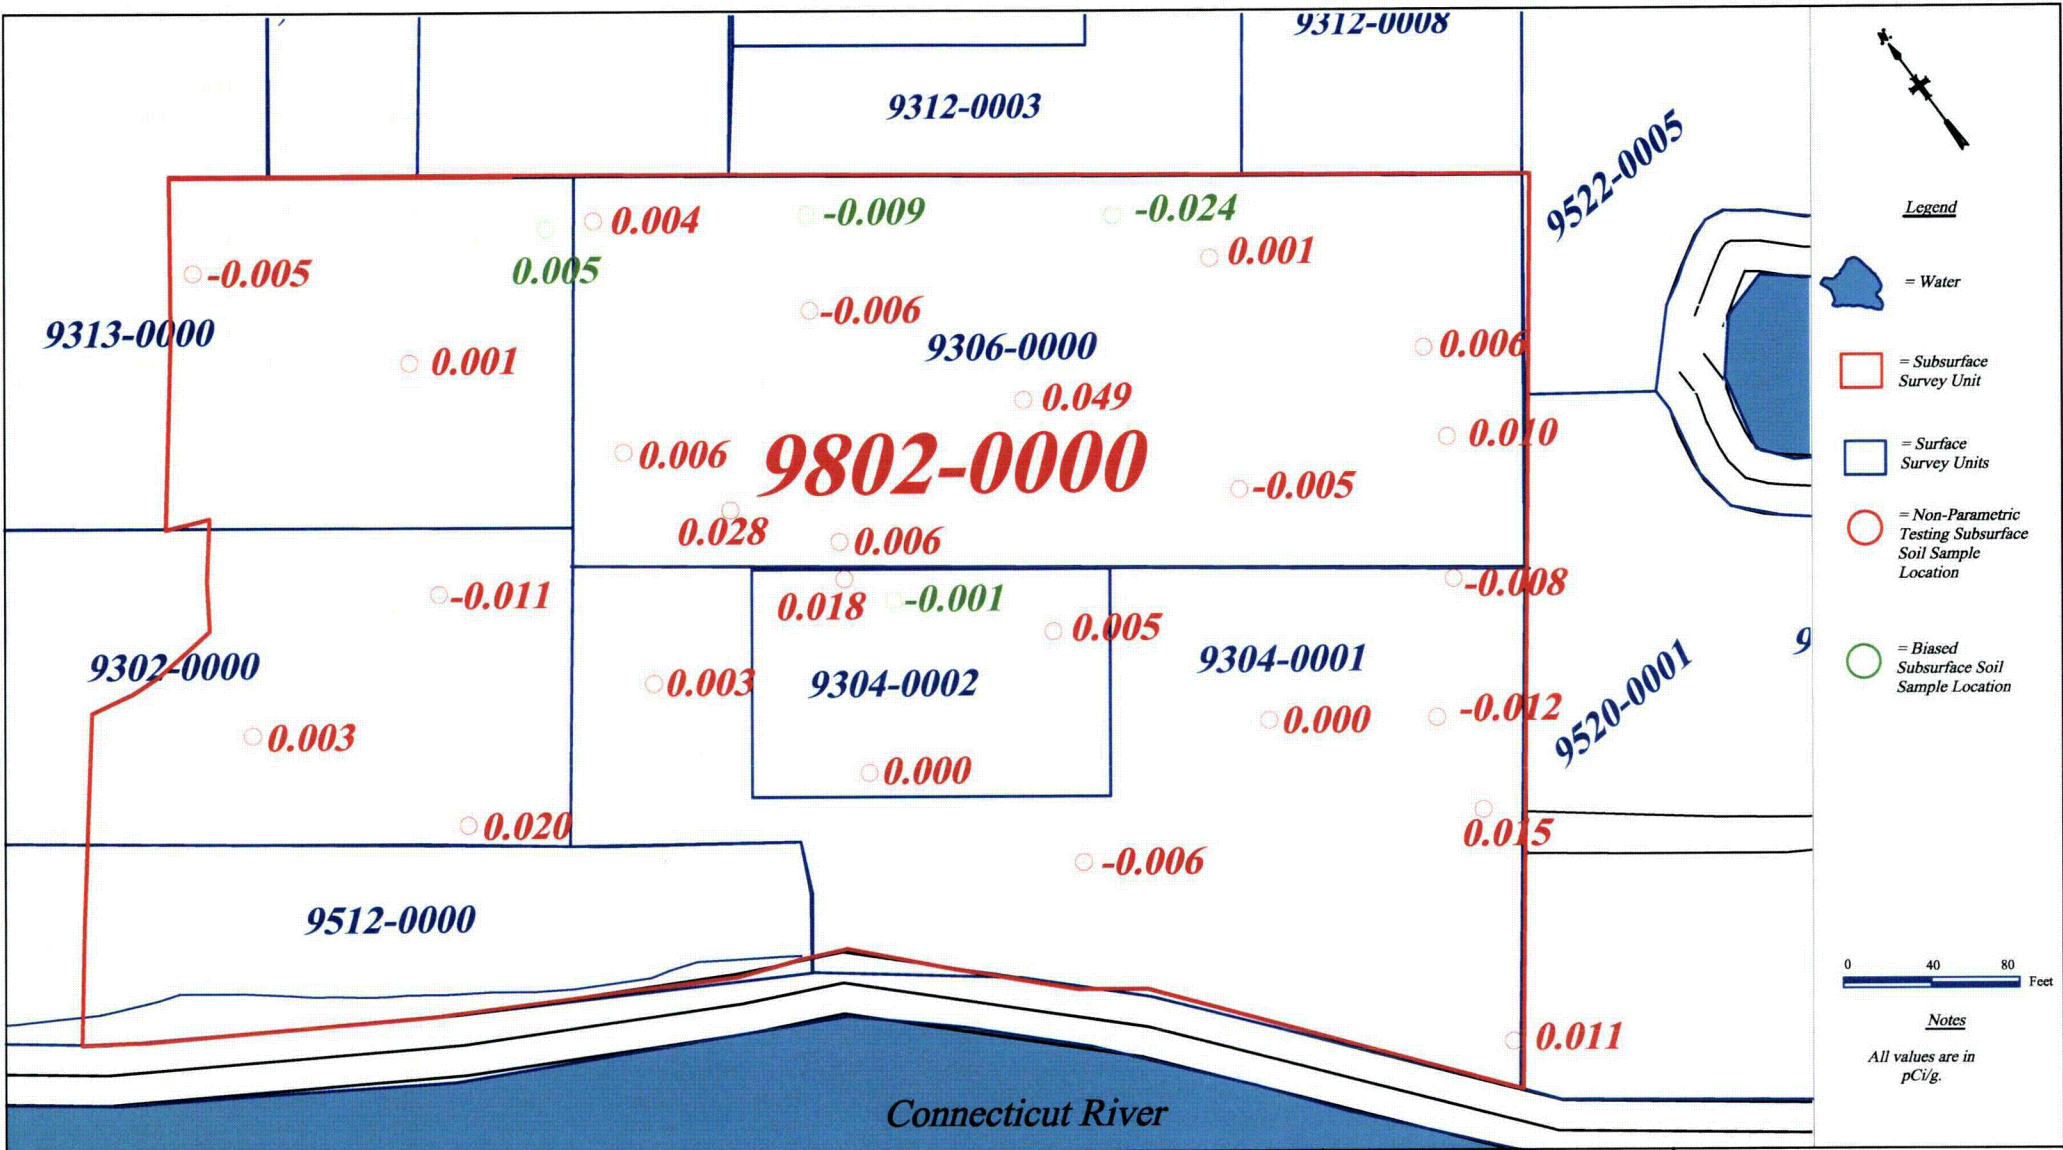 9312-0008
9312-0003
9522-0005
0.004
-0.009
-0.024
0.001
-0.005
0.005
-0.006
9313-0000
9306-0000
0.006
0.001
0.049
0.010
0.006
9802-0000
-0.005
0.028
0.006
-0.011
0.018
-0.001
-0.008
0.005
9302-0000
0.003
9304-0002
9304-0001
9520-0001
9
0.003
0.000
-0.012
0.000
0.020
0.015
-0.006
9512-0000
0.011
Connecticut River
N
Legend
= Water
= Subsurface
Survey Unit
= Surface
Survey Units
= Non-Parametric
Testing Subsurface
Soil Sample
Location
= Biased
Subsurface Soil
Sample Location
0 40 80
Feet
Notes
All values are in
pCi/g.